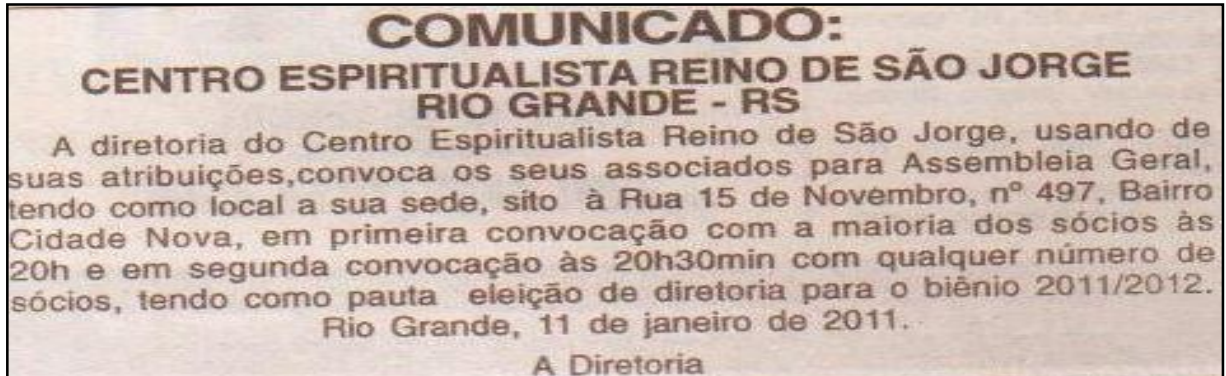 COMUNICADO:
CENTRO ESPIRITUALISTA REINO DE SÃO JORGE
RIO GRANDE - RS
A diretoria do Centro Espiritualista Reino de São Jorge, usando de
suas atribuições,convoca os seus associados para Assembleia Geral,
tendo como local a sua sede, sito à Rua 15 de Novembro, nº 497, Bairro
Cidade Nova, em primeira convocação com a maioria dos sócios às
20h e em segunda convocação às 20h30min com qualquer número de
sócios, tendo como pauta eleição de diretoria para o biênio 2011/2012.
Rio Grande, 11 de janeiro de 2011.
A Diretoria